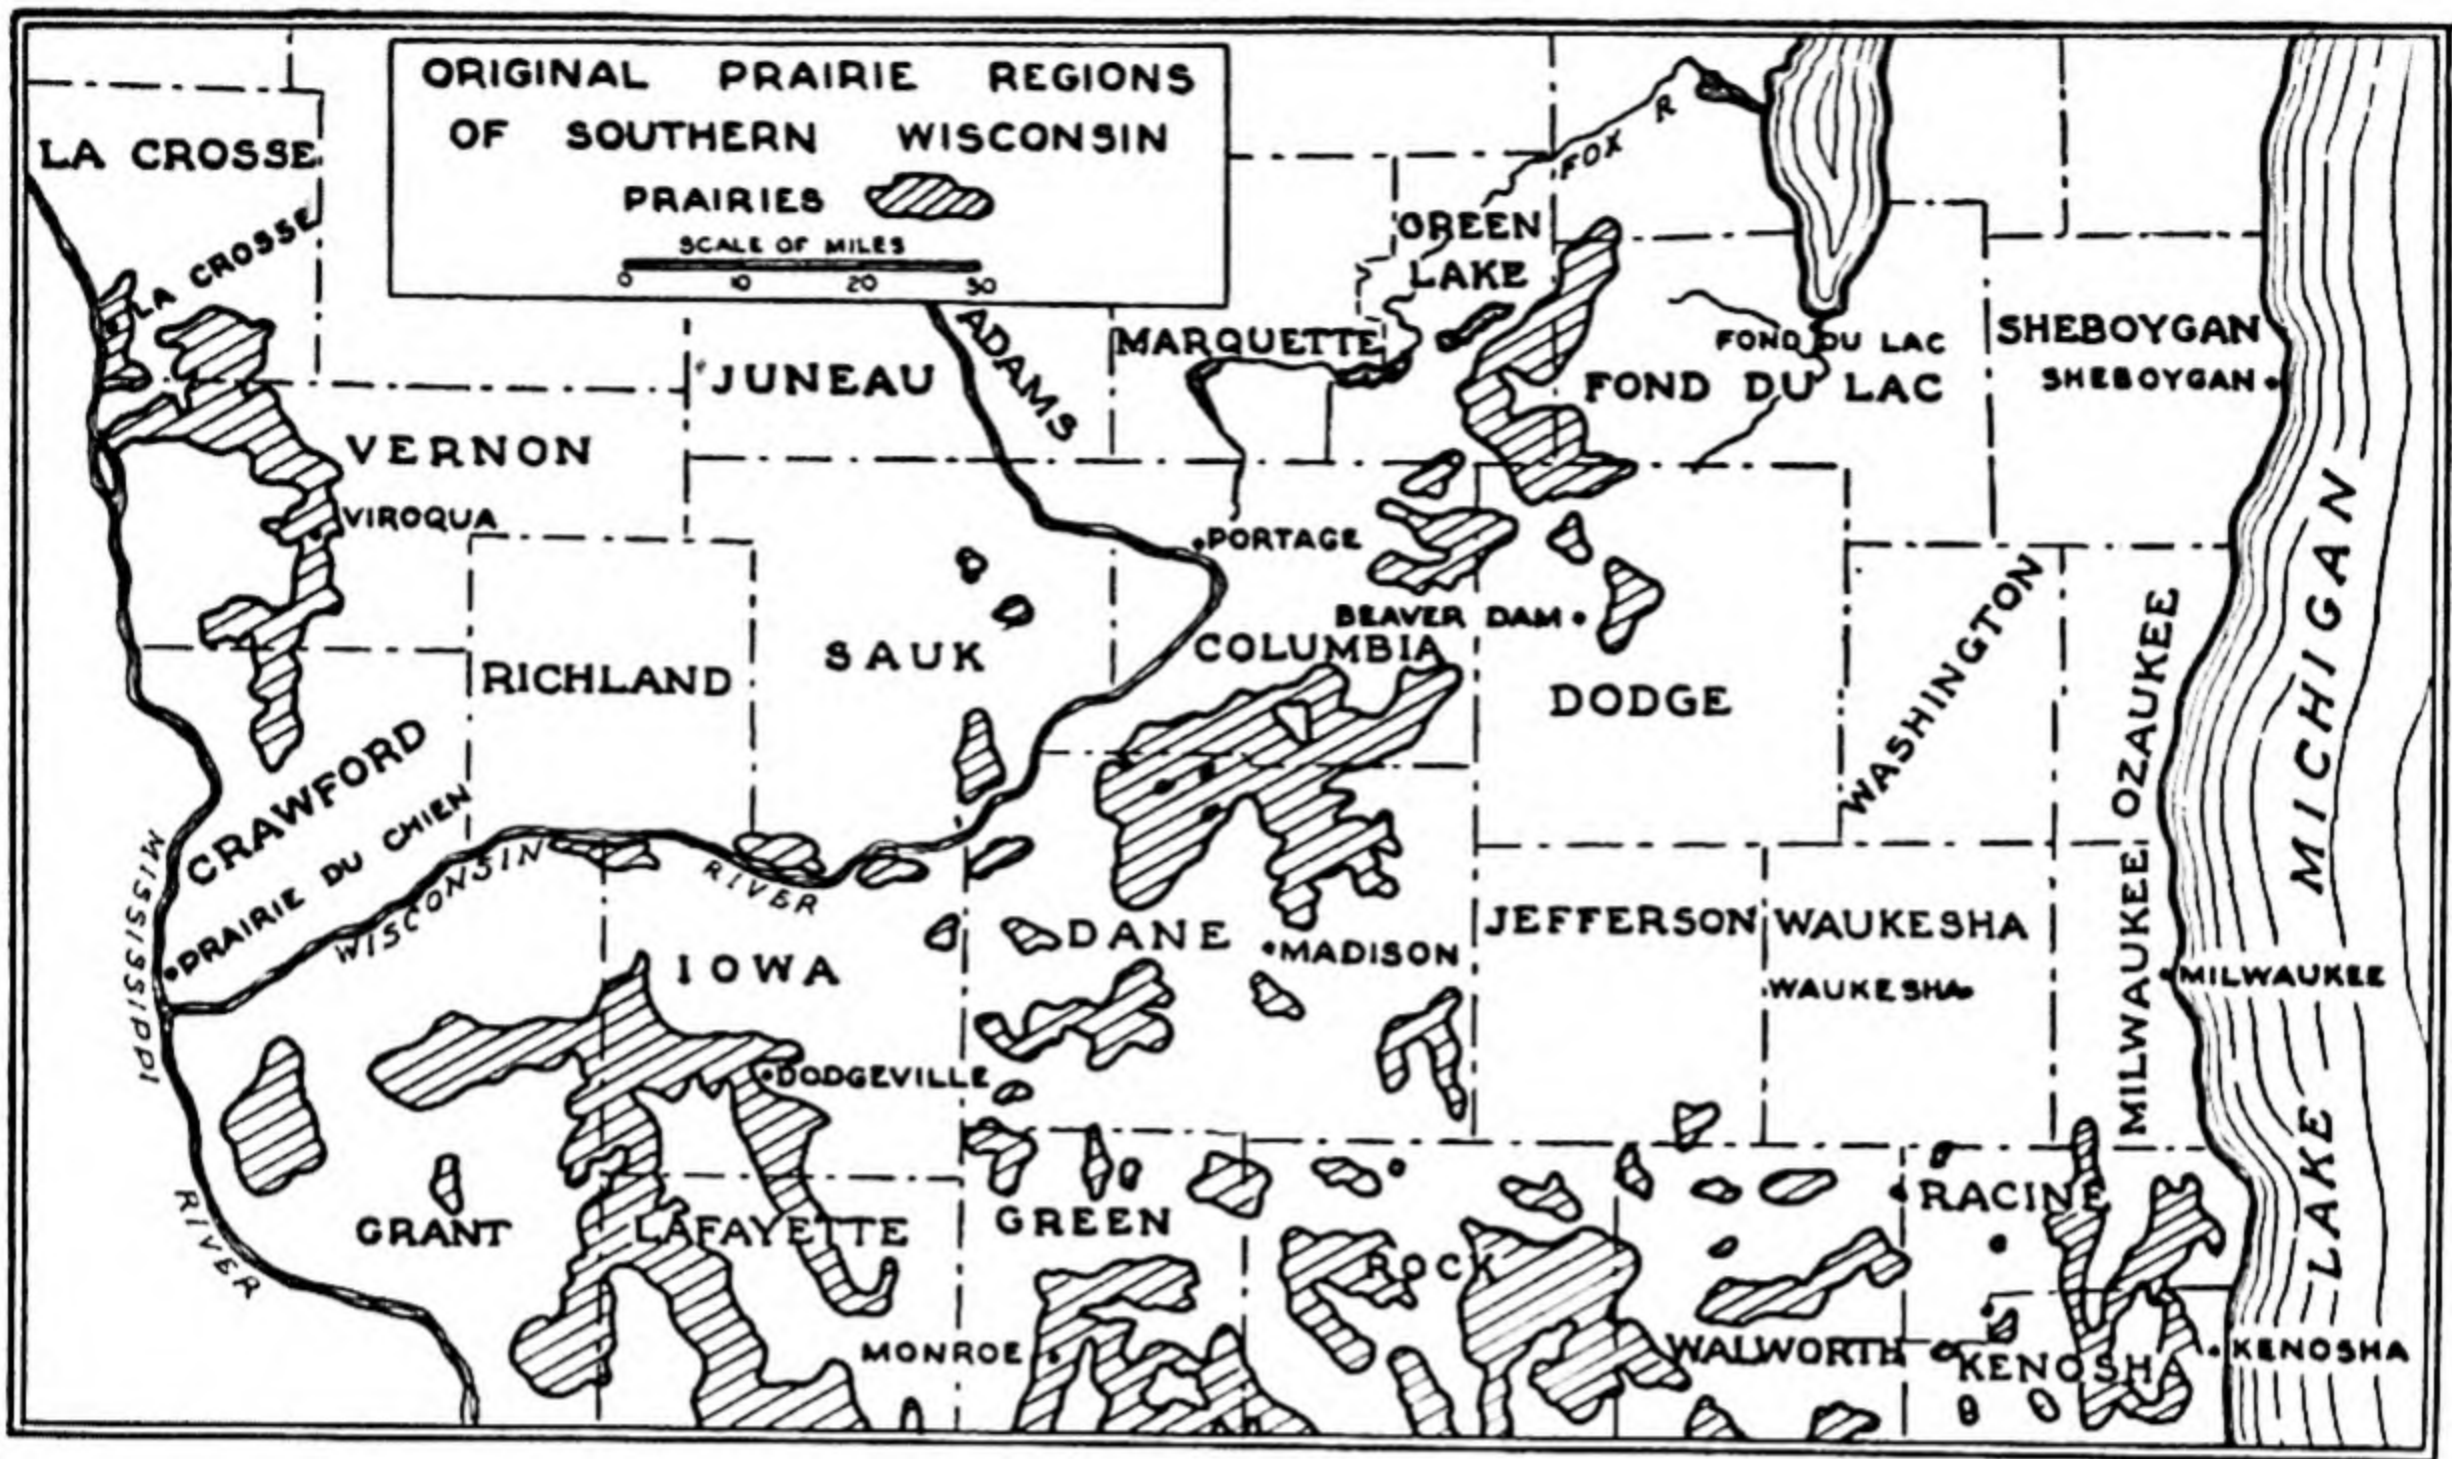 ORIGINAL PRAIRIE REGIONS
OF SOUTHERN WISCONSIN
PRAIRIES
SCALE OF MILES
0 10 20 30
LA CROSSE
LA CROSSE
FOX R
GREEN
LAKE
ADAMS
MARQUETTE
JUNEAU
FOND DU LAC
FOND DU LAC
SHEBOYGAN
SHEBOYGAN
VERNON
VIROQUA
PORTAGE
BEAVER DAM
COLUMBIA
SAUK
RICHLAND
DODGE
WASHINGTON
OZAUKEE
CRAWFORD
PRAIRIE DU CHIEN
WISCONSIN RIVER
MISSISSIPPI RIVER
IOWA
DANE
MADISON
JEFFERSON
WAUKESHA
WAUKESHA
MILWAUKEE
MILWAUKEE
LAKE MICHIGAN
DODGEVILLE
GRANT
LAFAYETTE
GREEN
MONROE
ROCK
WALWORTH
RACINE
KENOSHA
KENOSHA